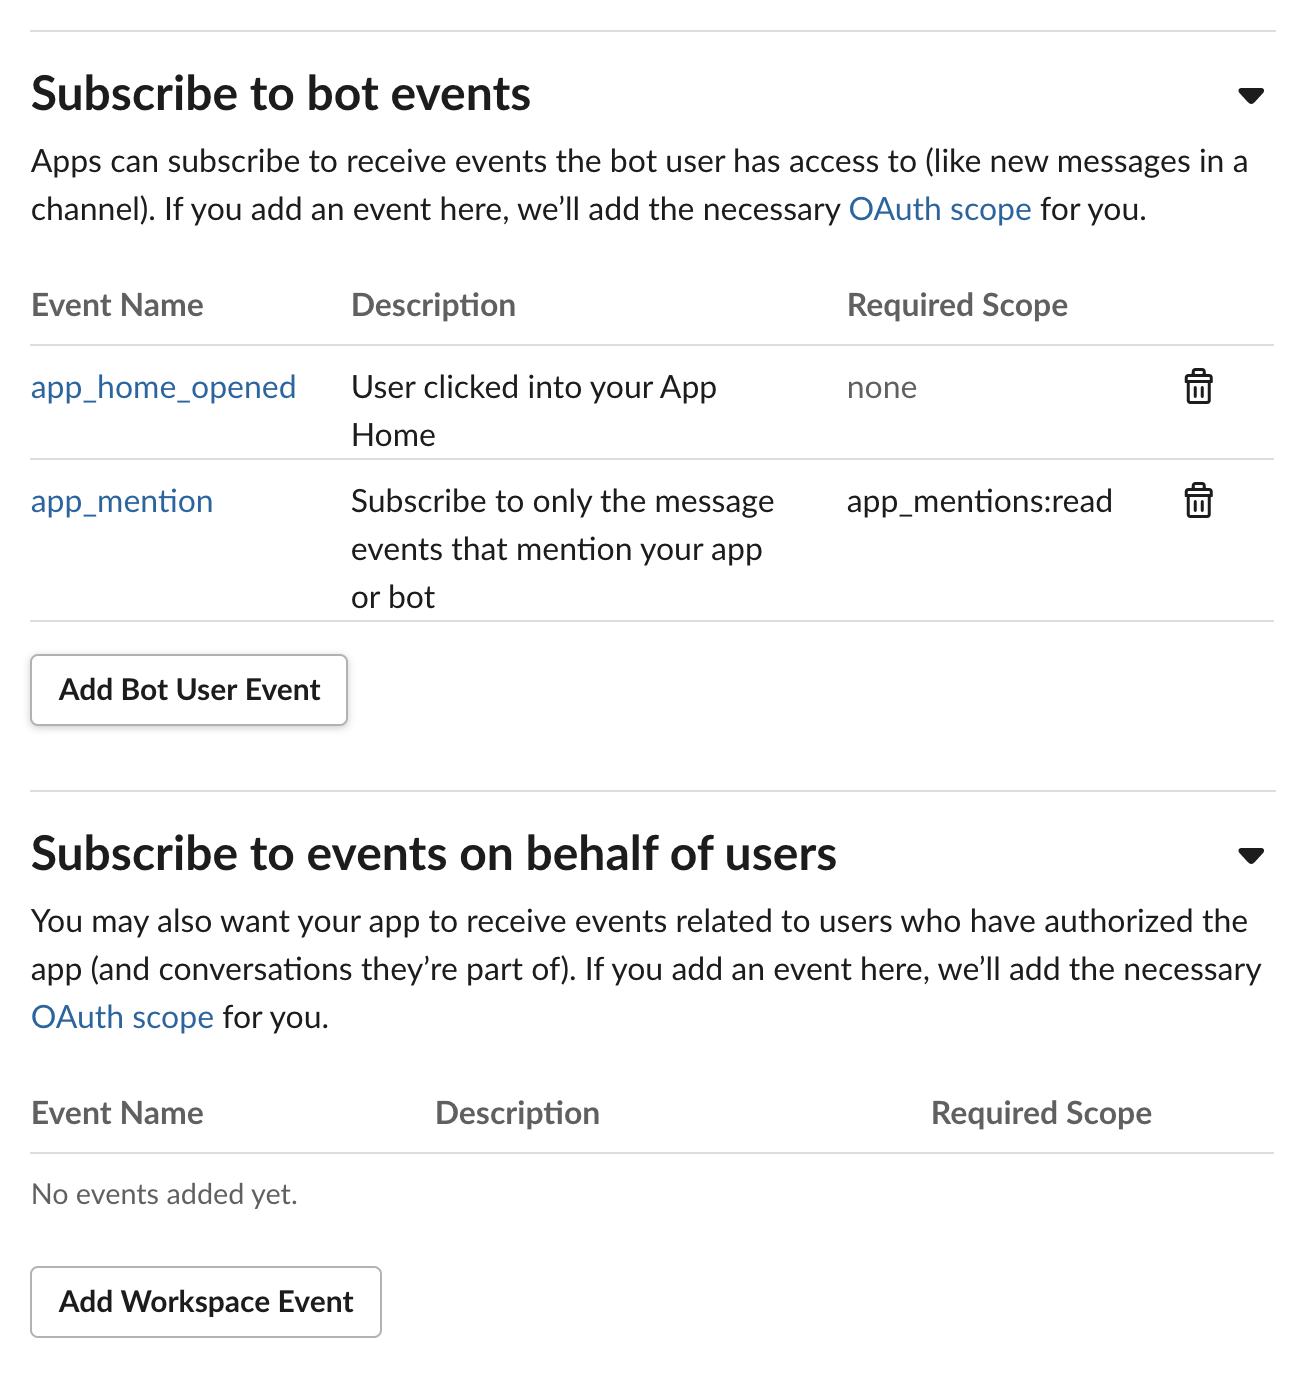 Subscribe to bot events
Apps can subscribe to receive events the bot user has access to (like new messages in a
channel). If you add an event here, we’ll add the necessary OAuth scope for you.
Event Name Description Required Scope
app_home_opened User clicked into your App none
Home
app_mention Subscribe to only the message app_mentions:read
events that mention your app
or bot
Add Bot User Event
Subscribe to events on behalf of users
You may also want your app to receive events related to users who have authorized the
app (and conversations they’re part of). If you add an event here, we’ll add the necessary
OAuth scope for you.
Event Name Description Required Scope
No events added yet.
Add Workspace Event